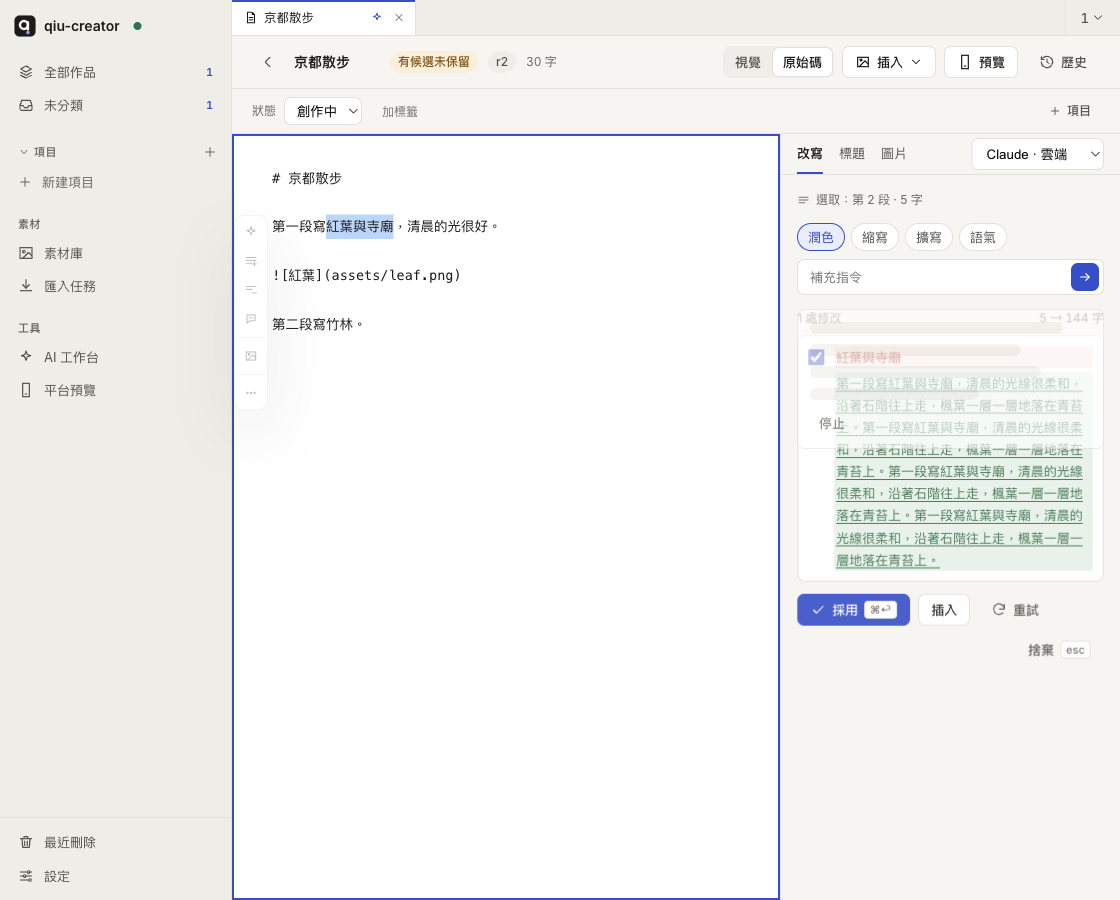 qiu-creator
全部作品 1
未分類 1
項目
新建項目
素材
素材庫
匯入任務
工具
AI 工作台
平台預覽
最近刪除
設定
京都散步
1
京都散步 有候選未保留 r2 30 字 視覺 原始碼 插入 預覽 歷史
狀態 創作中 加標籤 項目
# 京都散步
第一段寫紅葉與寺廟，清晨的光很好。
![紅葉](assets/leaf.png)
第二段寫竹林。
改寫 標題 圖片 Claude · 雲端
選取：第 2 段 · 5 字
潤色 縮寫 擴寫 語氣
補充指令
1 處修改 5 → 144 字
紅葉與寺廟
第一段寫紅葉與寺廟，清晨的光線很柔和，
沿著石階往上走，楓葉一層一層地落在青苔
上。第一段寫紅葉與寺廟，清晨的光線很柔
和，沿著石階往上走，楓葉一層一層地落在
青苔上。第一段寫紅葉與寺廟，清晨的光線
很柔和，沿著石階往上走，楓葉一層一層地
落在青苔上。第一段寫紅葉與寺廟，清晨的
光線很柔和，沿著石階往上走，楓葉一層一
層地落在青苔上。
停止
採用 ⌘⏎ 插入 重試
捨棄 esc